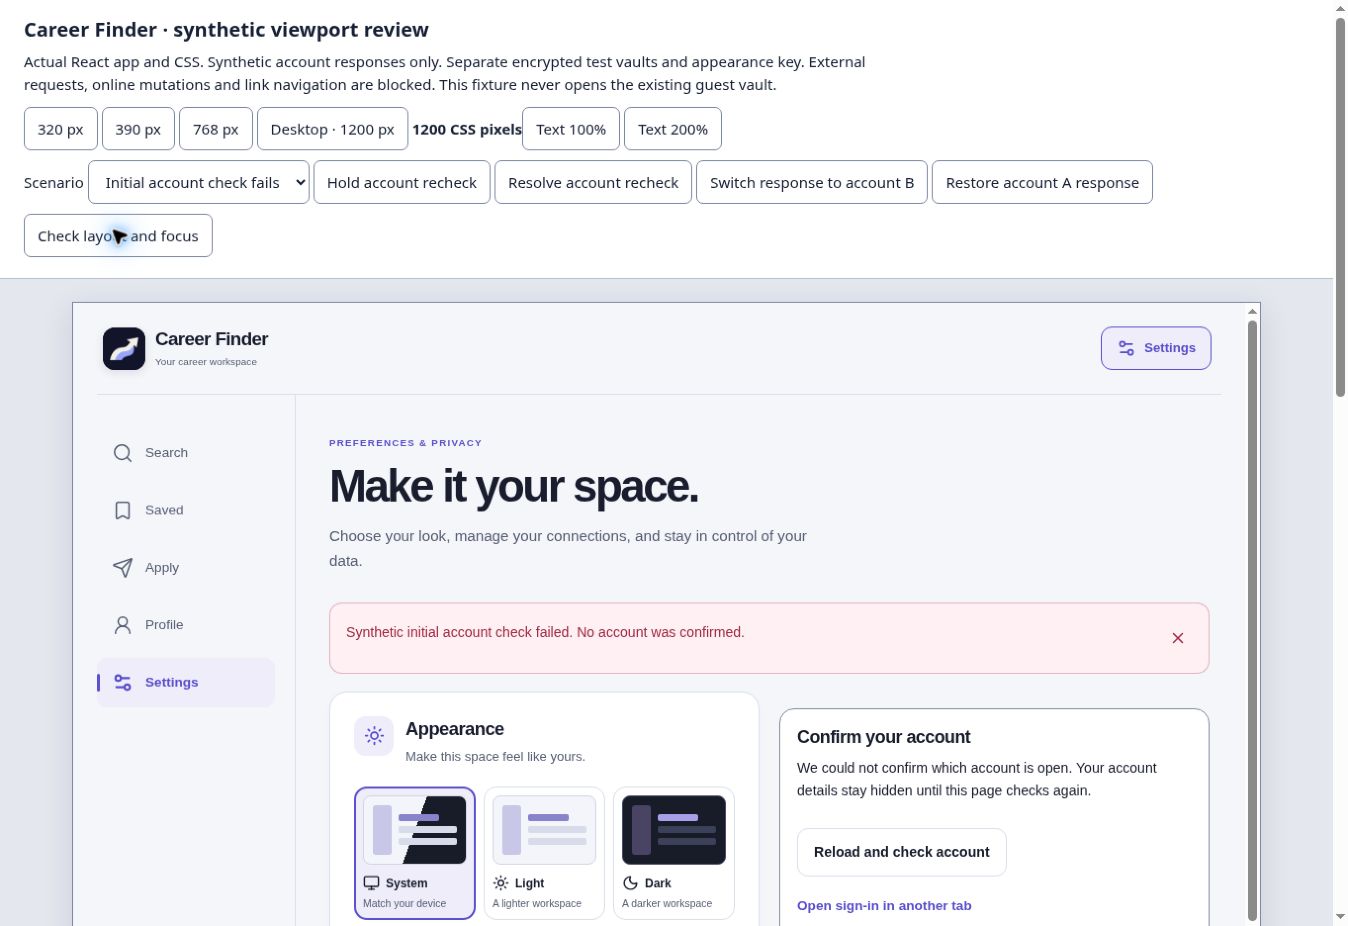 Career Finder · synthetic viewport review
Actual React app and CSS. Synthetic account responses only. Separate encrypted test vaults and appearance key. External
requests, online mutations and link navigation are blocked. This fixture never opens the existing guest vault.
320 px 390 px 768 px Desktop · 1200 px 1200 CSS pixels Text 100% Text 200%
Scenario Initial account check fails Hold account recheck Resolve account recheck Switch response to account B Restore account A response
Check layout and focus
Career Finder
Your career workspace
Settings
Search
Saved
Apply
Profile
Settings
PREFERENCES & PRIVACY
Make it your space.
Choose your look, manage your connections, and stay in control of your
data.
Synthetic initial account check failed. No account was confirmed.
Appearance
Make this space feel like yours.
System
Match your device
Light
A lighter workspace
Dark
A darker workspace
Confirm your account
We could not confirm which account is open. Your account
details stay hidden until this page checks again.
Reload and check account
Open sign-in in another tab